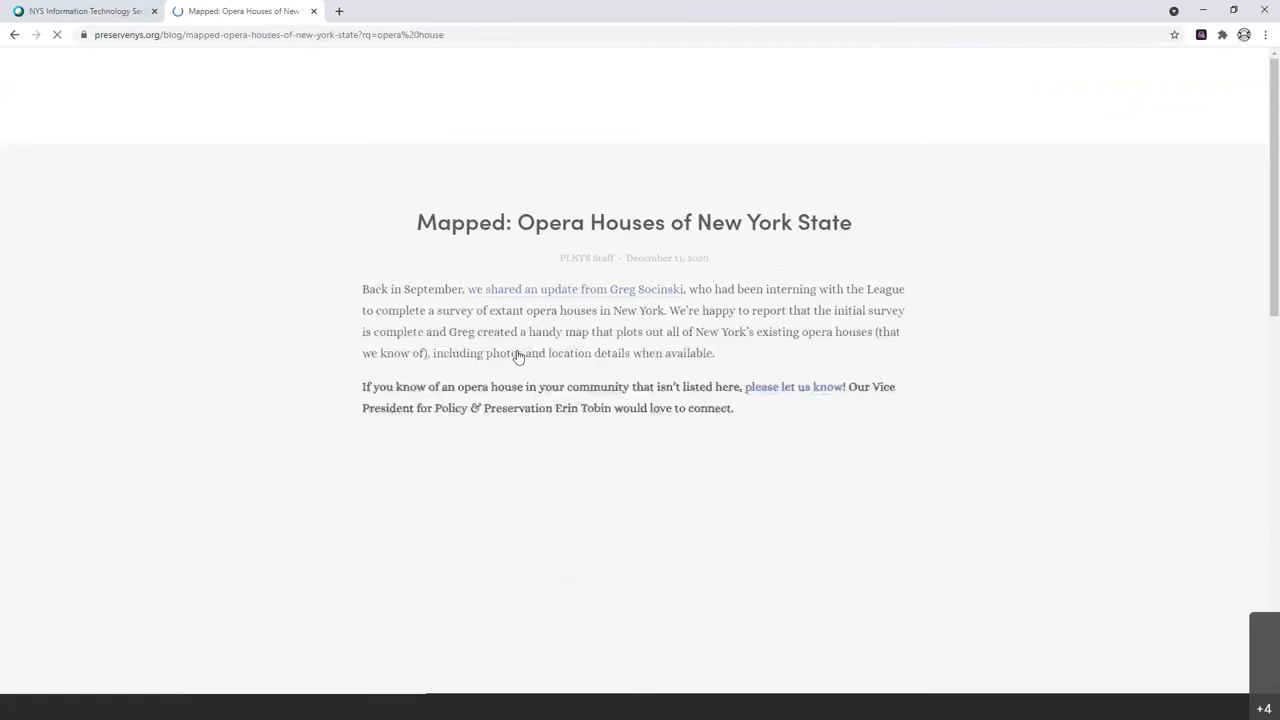 NYS Information Technology Ser
Mapped: Opera Houses of New
preservenys.org/blog/mapped-opera-houses-of-new-york-state?rq=opera%20house
Mapped: Opera Houses of New York State
PLNYS Staff · December 11, 2020
Back in September, we shared an update from Greg Socinski, who had been interning with the League
to complete a survey of extant opera houses in New York. We’re happy to report that the initial survey
is complete and Greg created a handy map that plots out all of New York’s existing opera houses (that
we know of), including photos and location details when available.
If you know of an opera house in your community that isn’t listed here, please let us know! Our Vice
President for Policy & Preservation Erin Tobin would love to connect.
+4